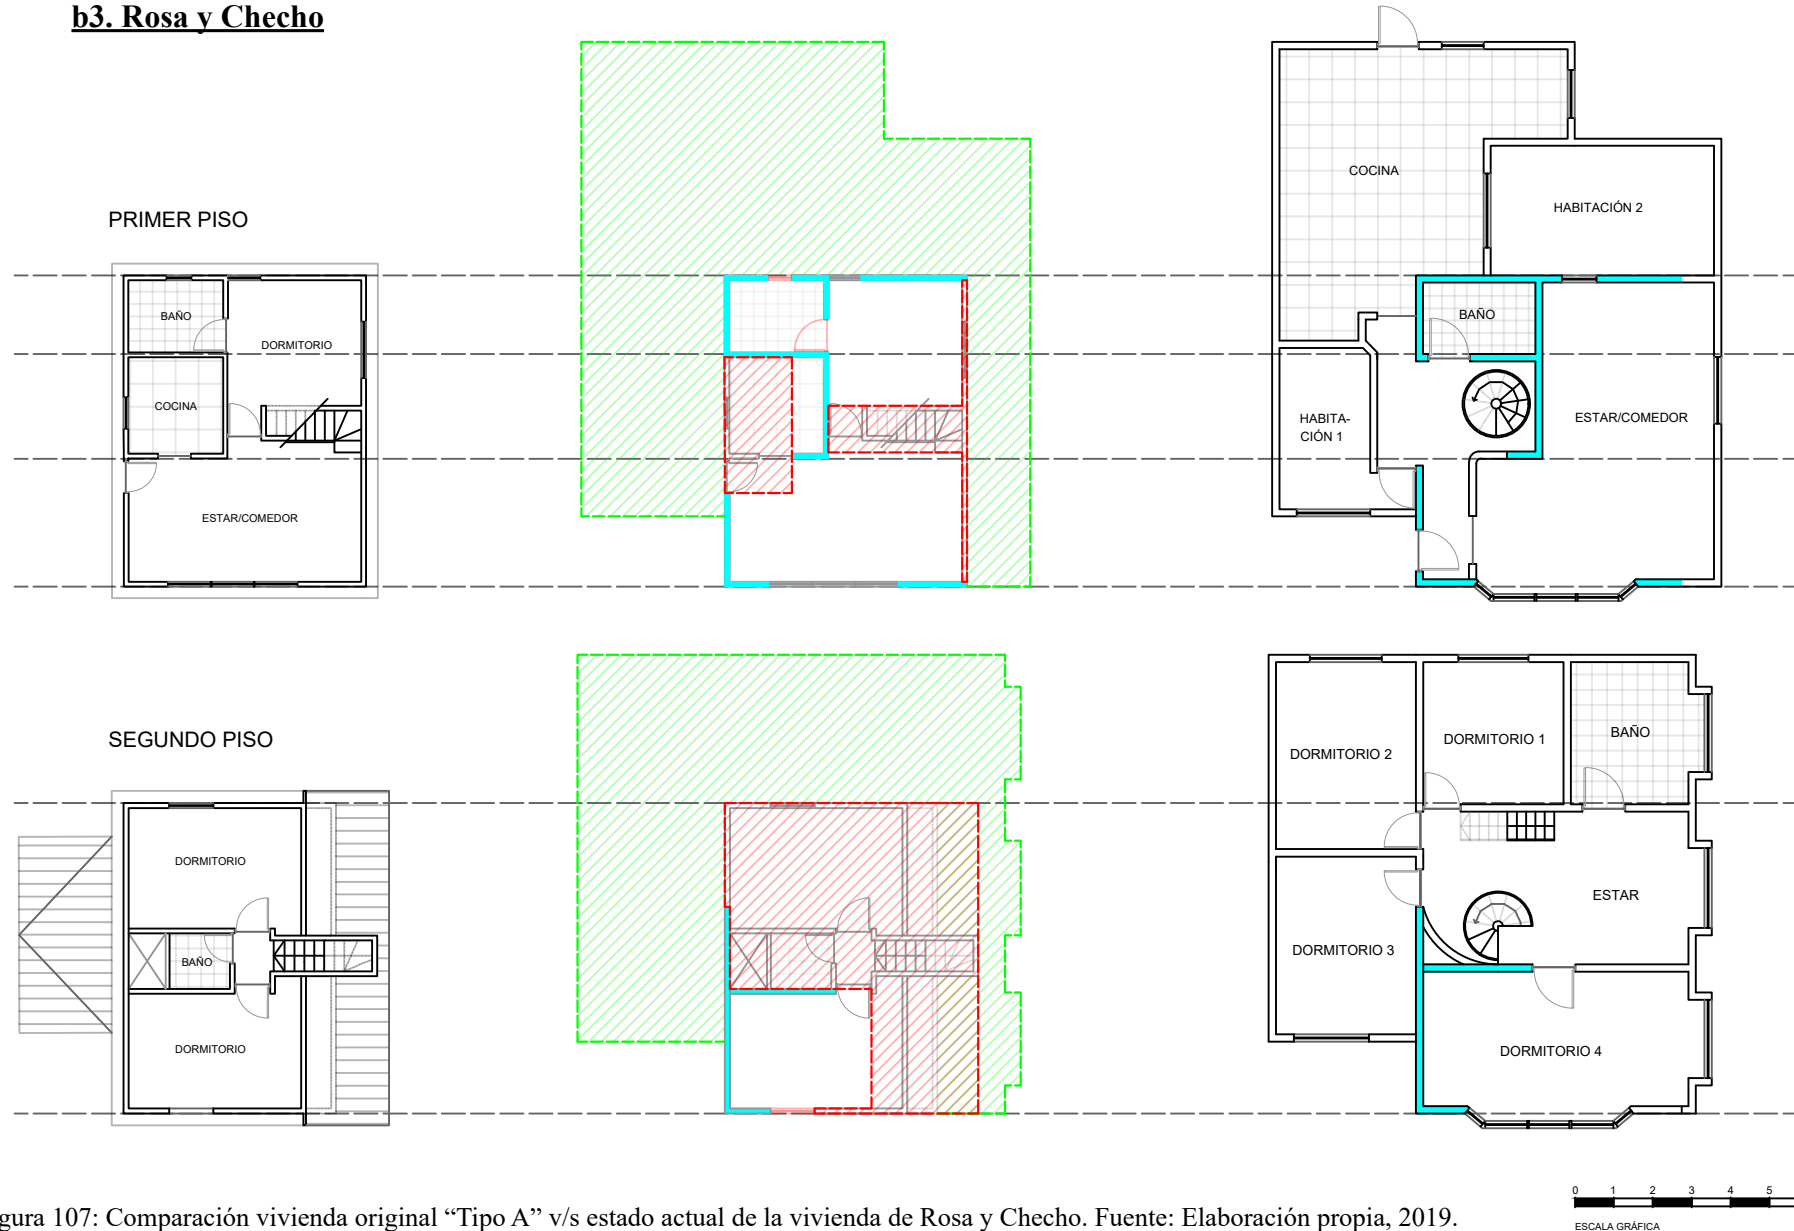 b3. Rosa y Checho
PRIMER PISO
BAÑO
DORMITORIO
COCINA
ESTAR/COMEDOR
COCINA
HABITACIÓN 2
BAÑO
HABITA-
CIÓN 1
ESTAR/COMEDOR
SEGUNDO PISO
DORMITORIO
BAÑO
DORMITORIO
DORMITORIO 2
DORMITORIO 1
BAÑO
ESTAR
DORMITORIO 3
DORMITORIO 4
0 1 2 3 4 5
ESCALA GRÁFICA
gura 107: Comparación vivienda original “Tipo A” v/s estado actual de la vivienda de Rosa y Checho. Fuente: Elaboración propia, 2019.